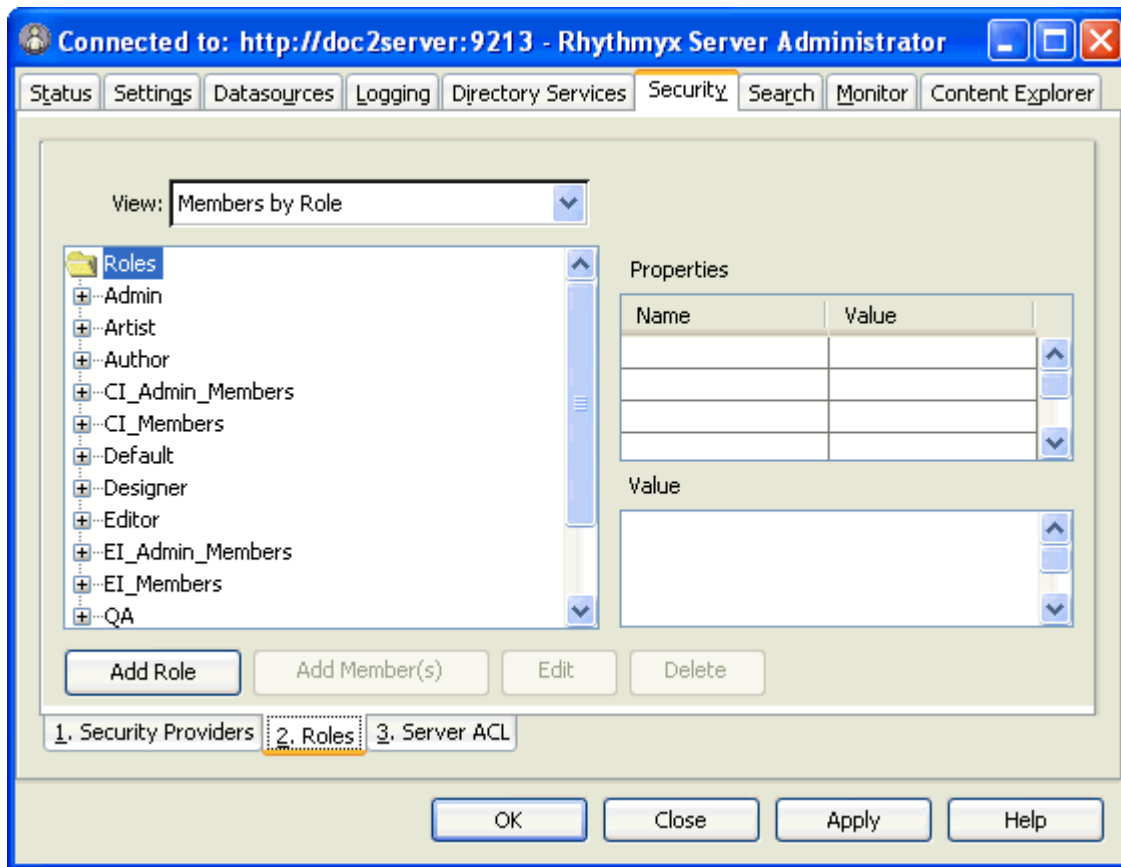 Connected to: http://doc2server:9213 - Rhythmyx Server Administrator
Status Settings Datasources Logging Directory Services Security Search Monitor Content Explorer
View: Members by Role
Roles
Admin
Artist
Author
CI_Admin_Members
CI_Members
Default
Designer
Editor
EI_Admin_Members
EI_Members
QA
Properties
Name Value
Value
Add Role Add Member(s) Edit Delete
1. Security Providers 2. Roles 3. Server ACL
OK Close Apply Help